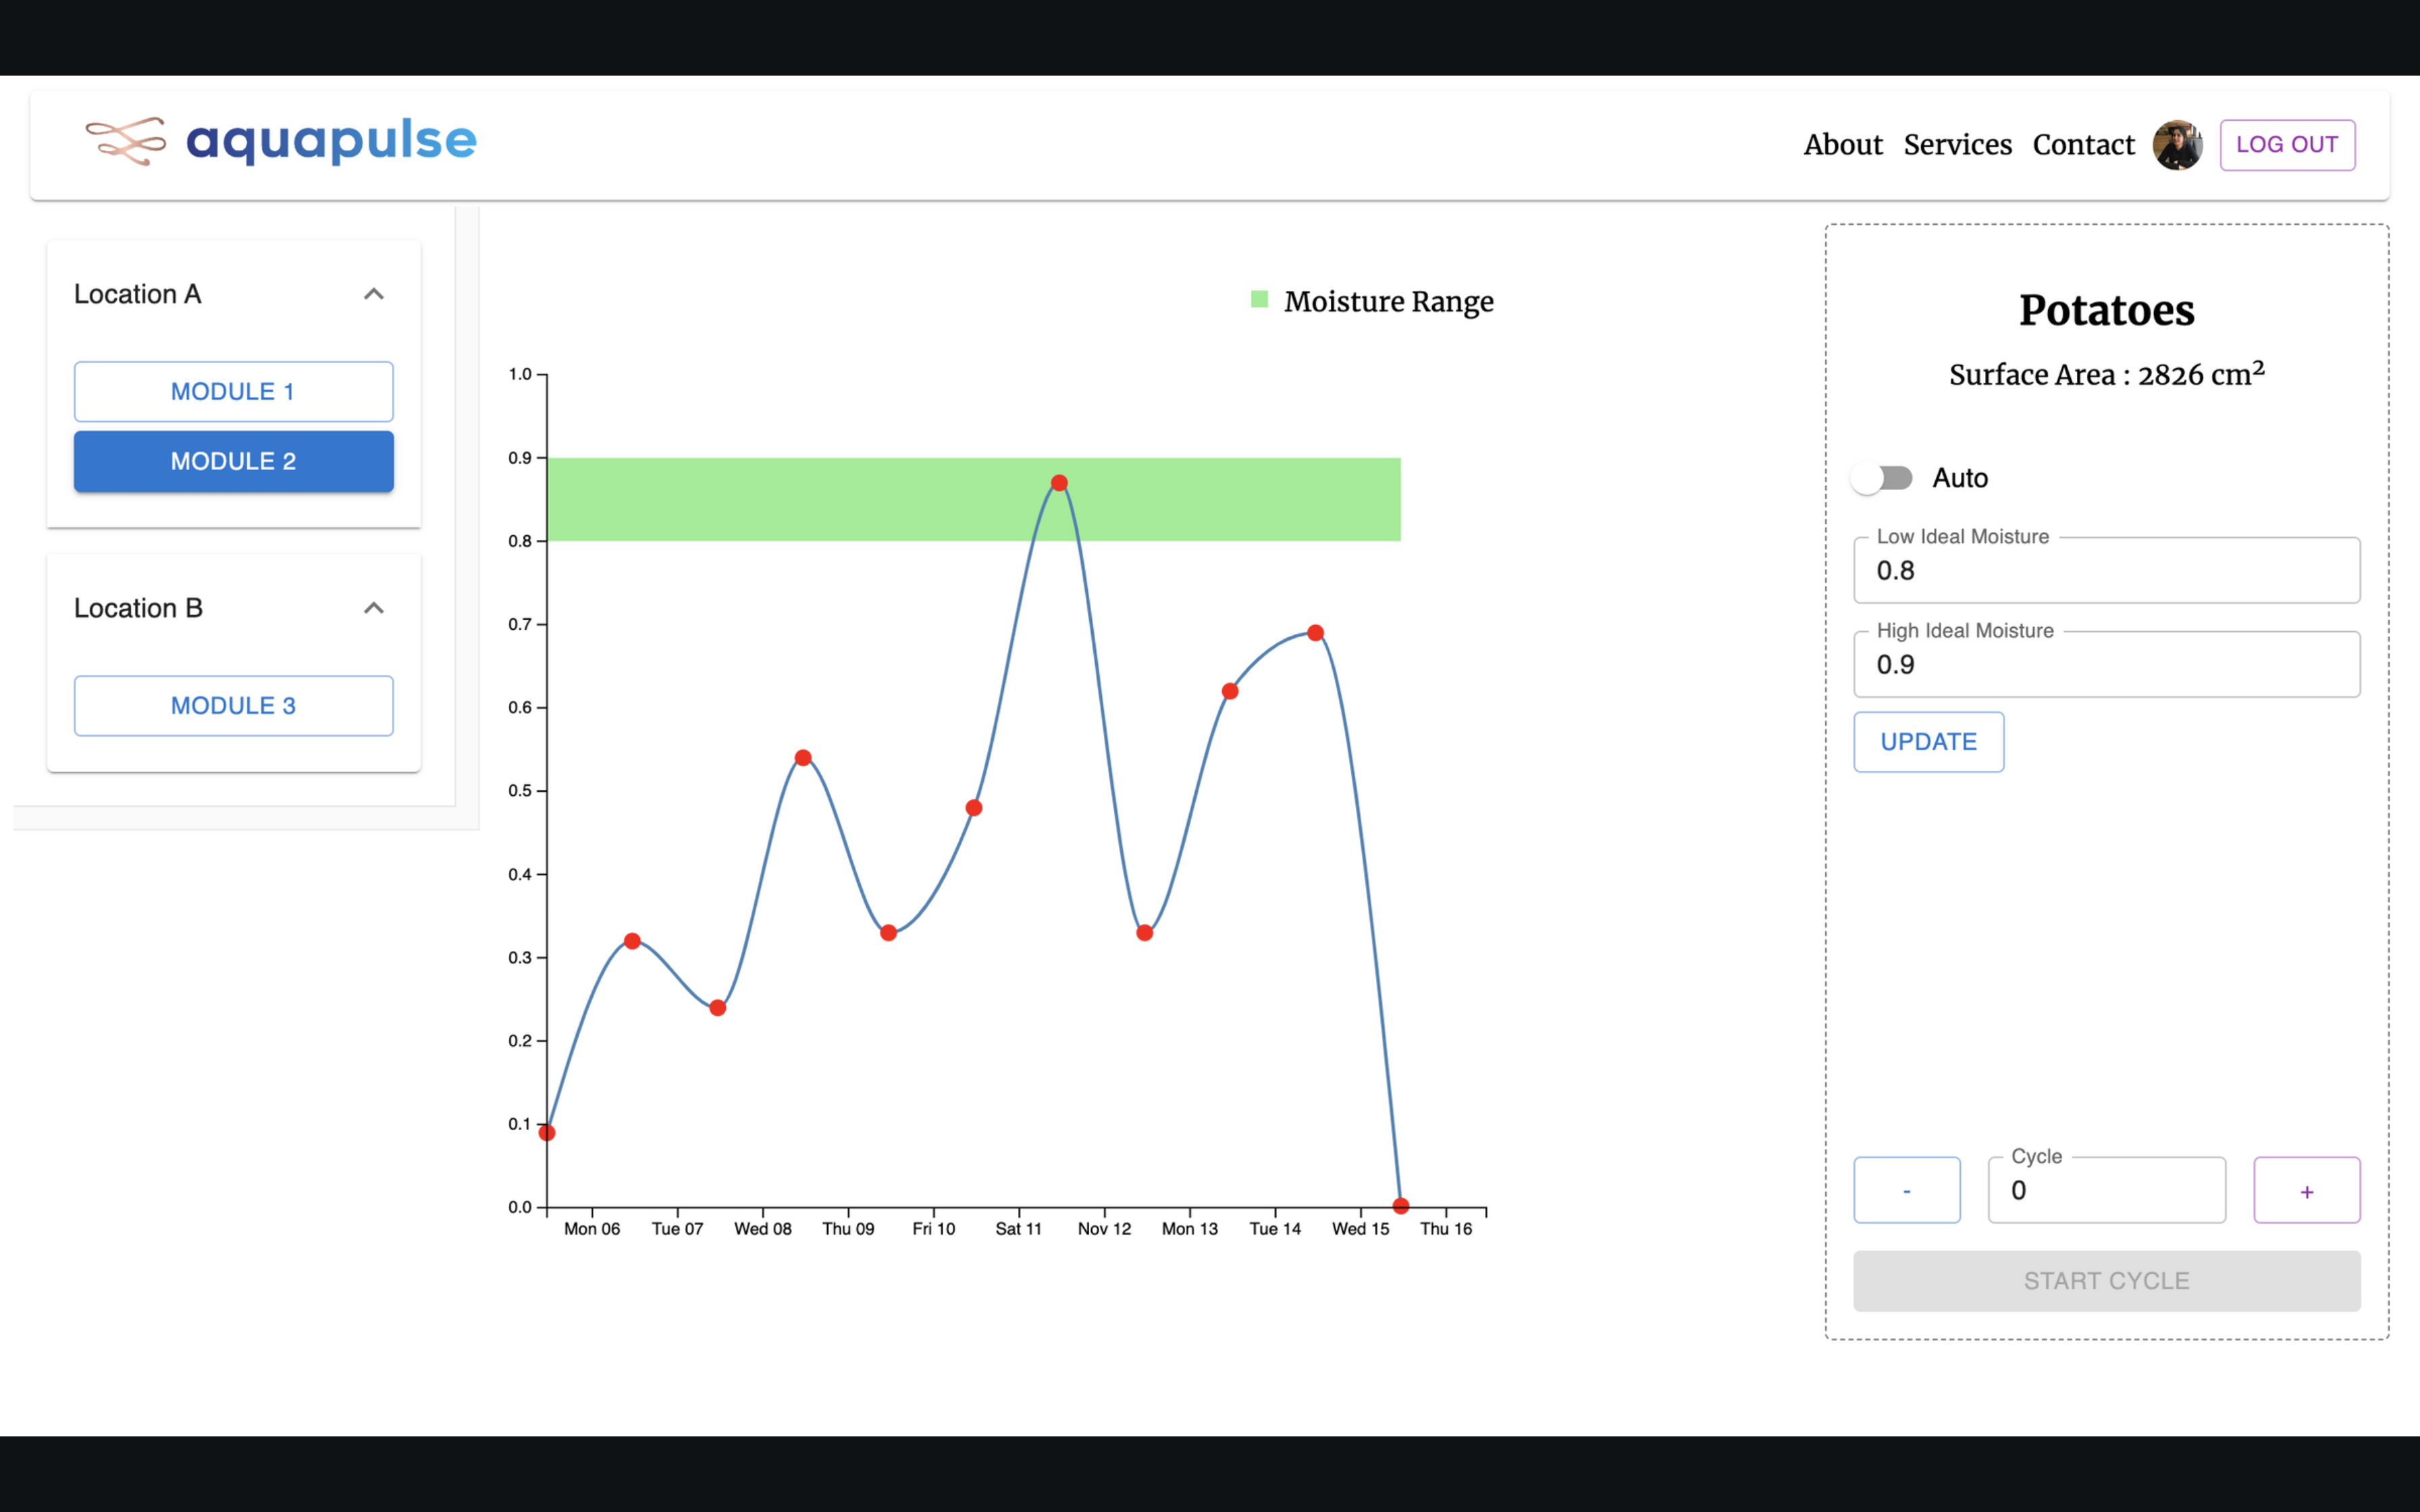 aquapulse
About Services Contact LOG OUT
Location A
MODULE 1
MODULE 2
Location B
MODULE 3
Moisture Range
1.0
0.9
0.8
0.7
0.6
0.5
0.4
0.3
0.2
0.1
0.0
Mon 06 Tue 07 Wed 08 Thu 09 Fri 10 Sat 11 Nov 12 Mon 13 Tue 14 Wed 15 Thu 16
Potatoes
Surface Area : 2826 cm²
Auto
Low Ideal Moisture
0.8
High Ideal Moisture
0.9
UPDATE
Cycle
- 0 +
START CYCLE